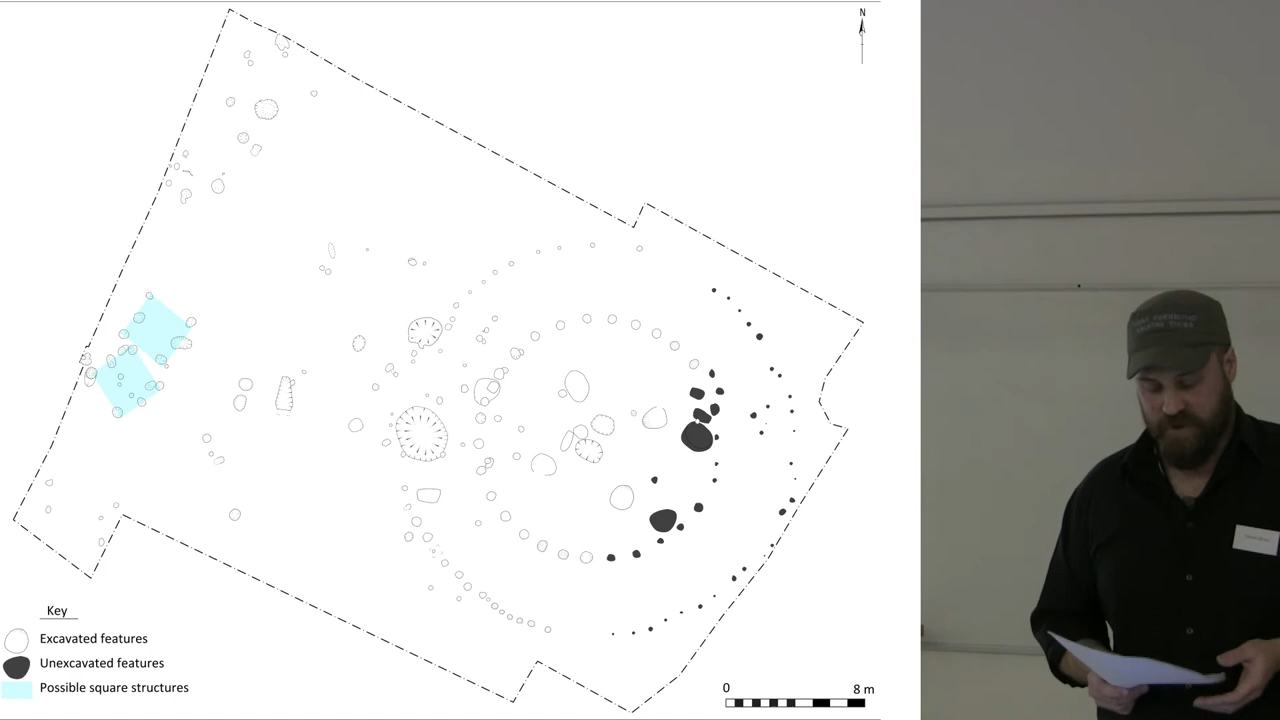 N
Key
Excavated features
Unexcavated features
Possible square structures
0
8 m